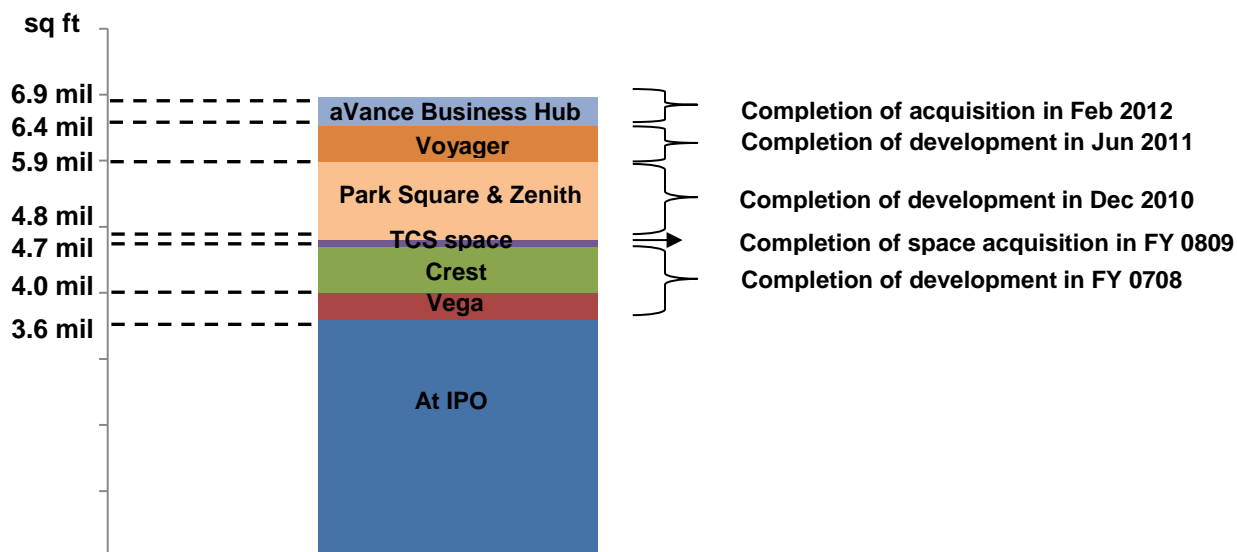 sq ft
6.9 mil
6.4 mil
5.9 mil
4.8 mil
4.7 mil
4.0 mil
3.6 mil
aVance Business Hub
Voyager
Park Square & Zenith
TCS space
Crest
Vega
At IPO
Completion of acquisition in Feb 2012
Completion of development in Jun 2011
Completion of development in Dec 2010
Completion of space acquisition in FY 0809
Completion of development in FY 0708